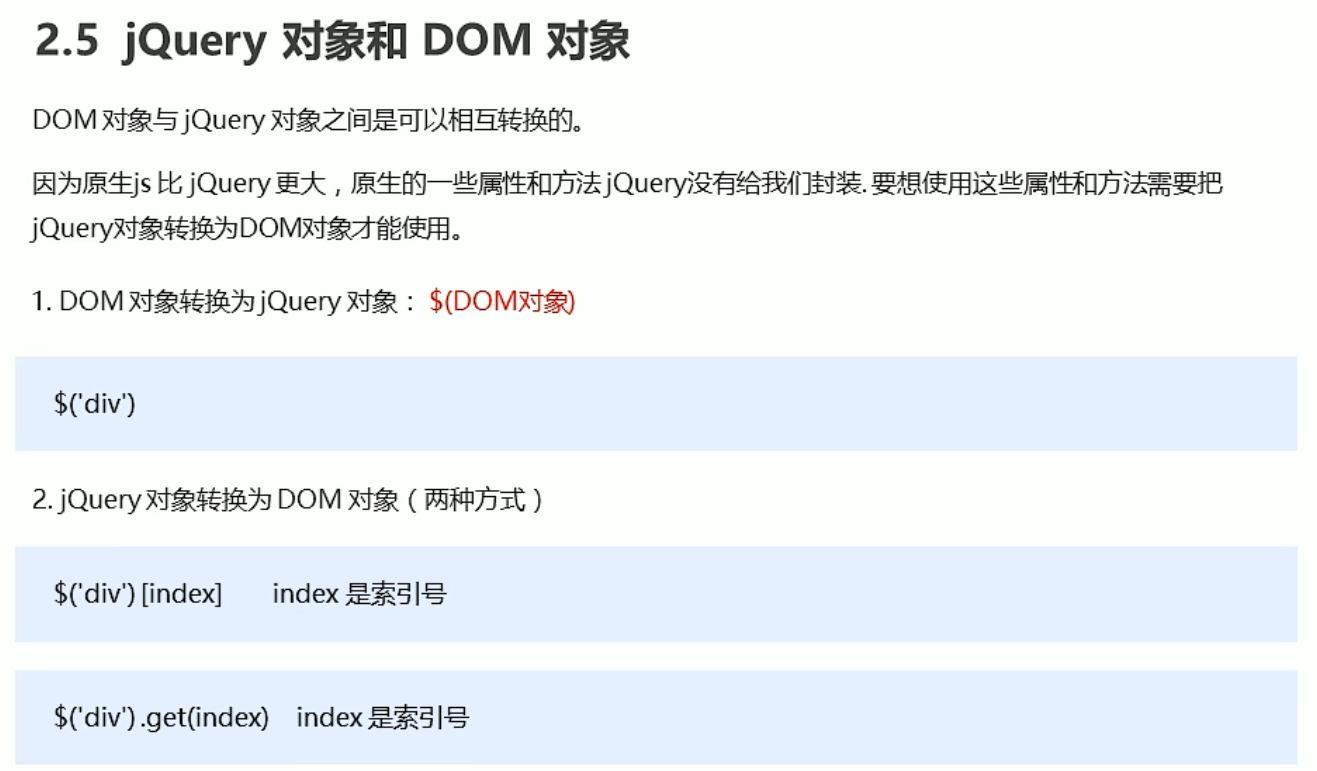 2.5 jQuery 对象和 DOM 对象
DOM 对象与 jQuery 对象之间是可以相互转换的。
因为原生js 比 jQuery 更大，原生的一些属性和方法 jQuery没有给我们封装. 要想使用这些属性和方法需要把
jQuery对象转换为DOM对象才能使用。
1. DOM 对象转换为 jQuery 对象： $(DOM对象)
$('div')
2. jQuery 对象转换为 DOM 对象（两种方式）
$('div') [index] index 是索引号
$('div') .get(index) index 是索引号